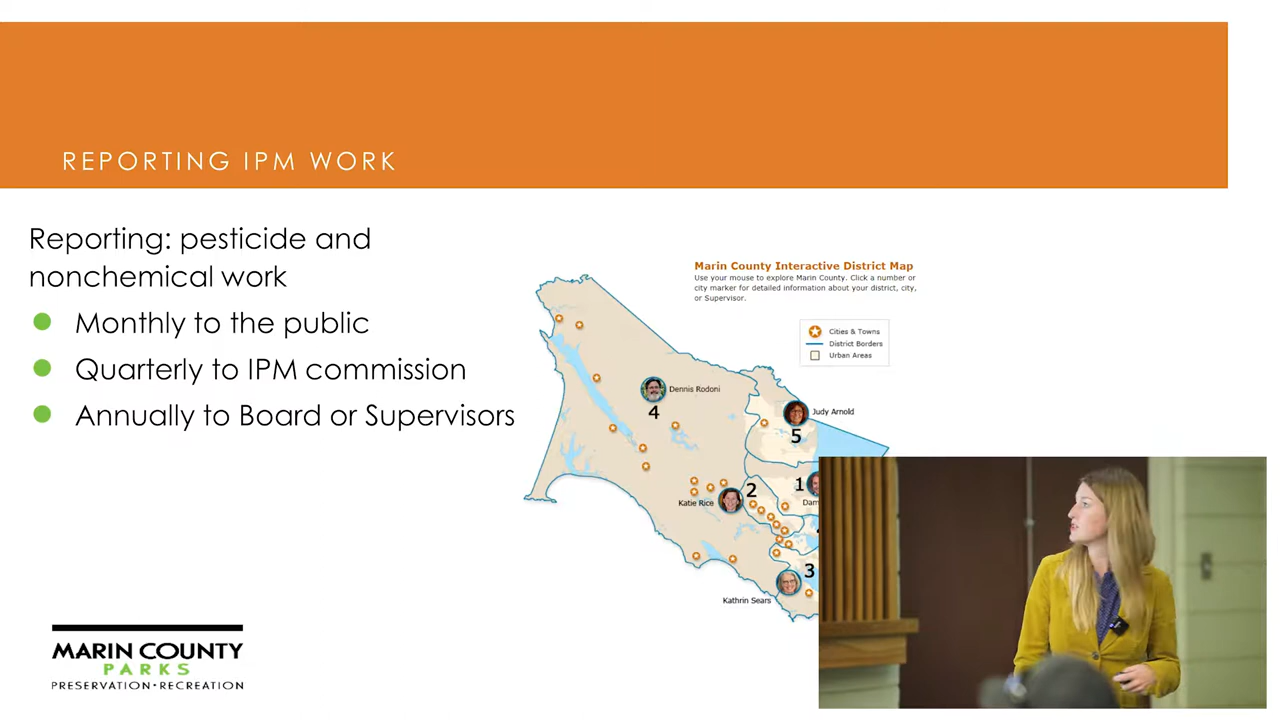 REPORTING IPM WORK
Reporting: pesticide and
nonchemical work
Monthly to the public
Quarterly to IPM commission
Annually to Board or Supervisors
Marin County Interactive District Map
Use your mouse to explore Marin County. Click a number or
city marker for detailed information about your district, city,
or Supervisor.
Cities & Towns
District Borders
Urban Areas
Dennis Rodoni
4
Judy Arnold
5
1
2
Katie Rice
3
Kathrin Sears
MARIN COUNTY
PARKS
PRESERVATION·RECREATION